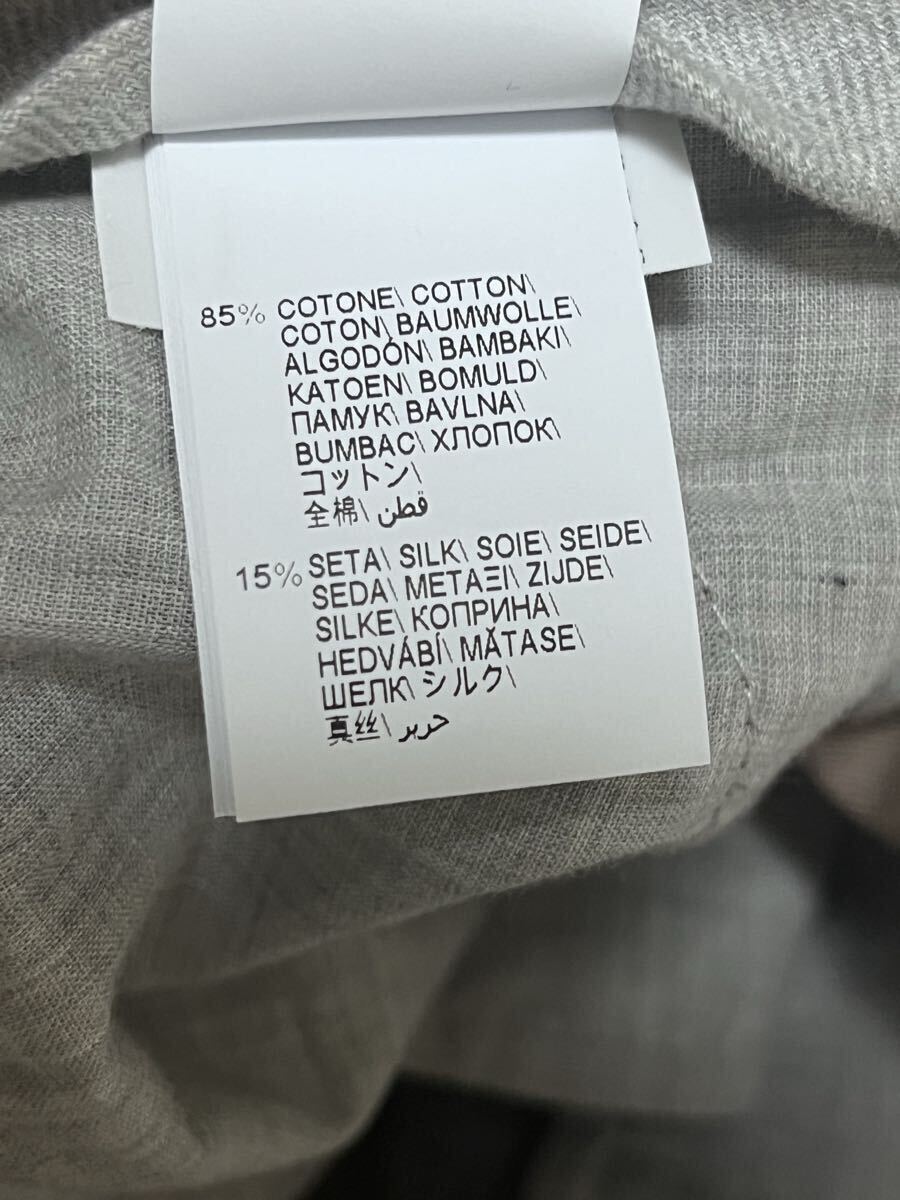 85% COTONE\ COTTON\
COTON\ BAUMWOLLE\
ALGODÓN\ BAMBAKI\
KATOEN\ BOMULD\
ПАМУК\ BAVLNA\
BUMBAC\ ХЛОПОК\
コットン\
全棉\ قطن
15% SETA\ SILK\ SOIE\ SEIDE\
SEDA\ ΜΕΤΑΞΙ\ ZIJDE\
SILKE\ КОПРИНА\
HEDVÁBÍ\ MĂTASE\
ШЕЛК\ シルク\
真丝\ حرير